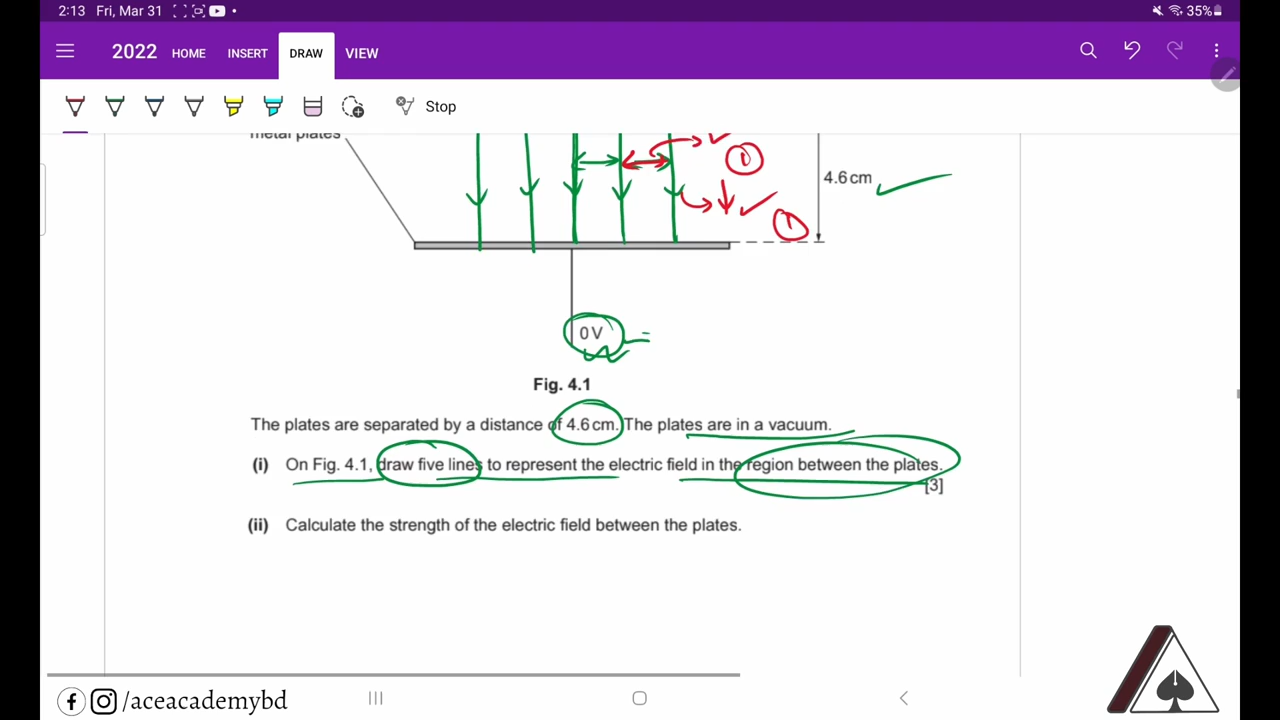 2:13 Fri, Mar 31
35%
2022 HOME INSERT DRAW VIEW
Stop
metal plates
1
4.6 cm
1
0 V
Fig. 4.1
The plates are separated by a distance of 4.6 cm. The plates are in a vacuum.
(i) On Fig. 4.1, draw five lines to represent the electric field in the region between the plates.
[3]
(ii) Calculate the strength of the electric field between the plates.
/aceacademybd